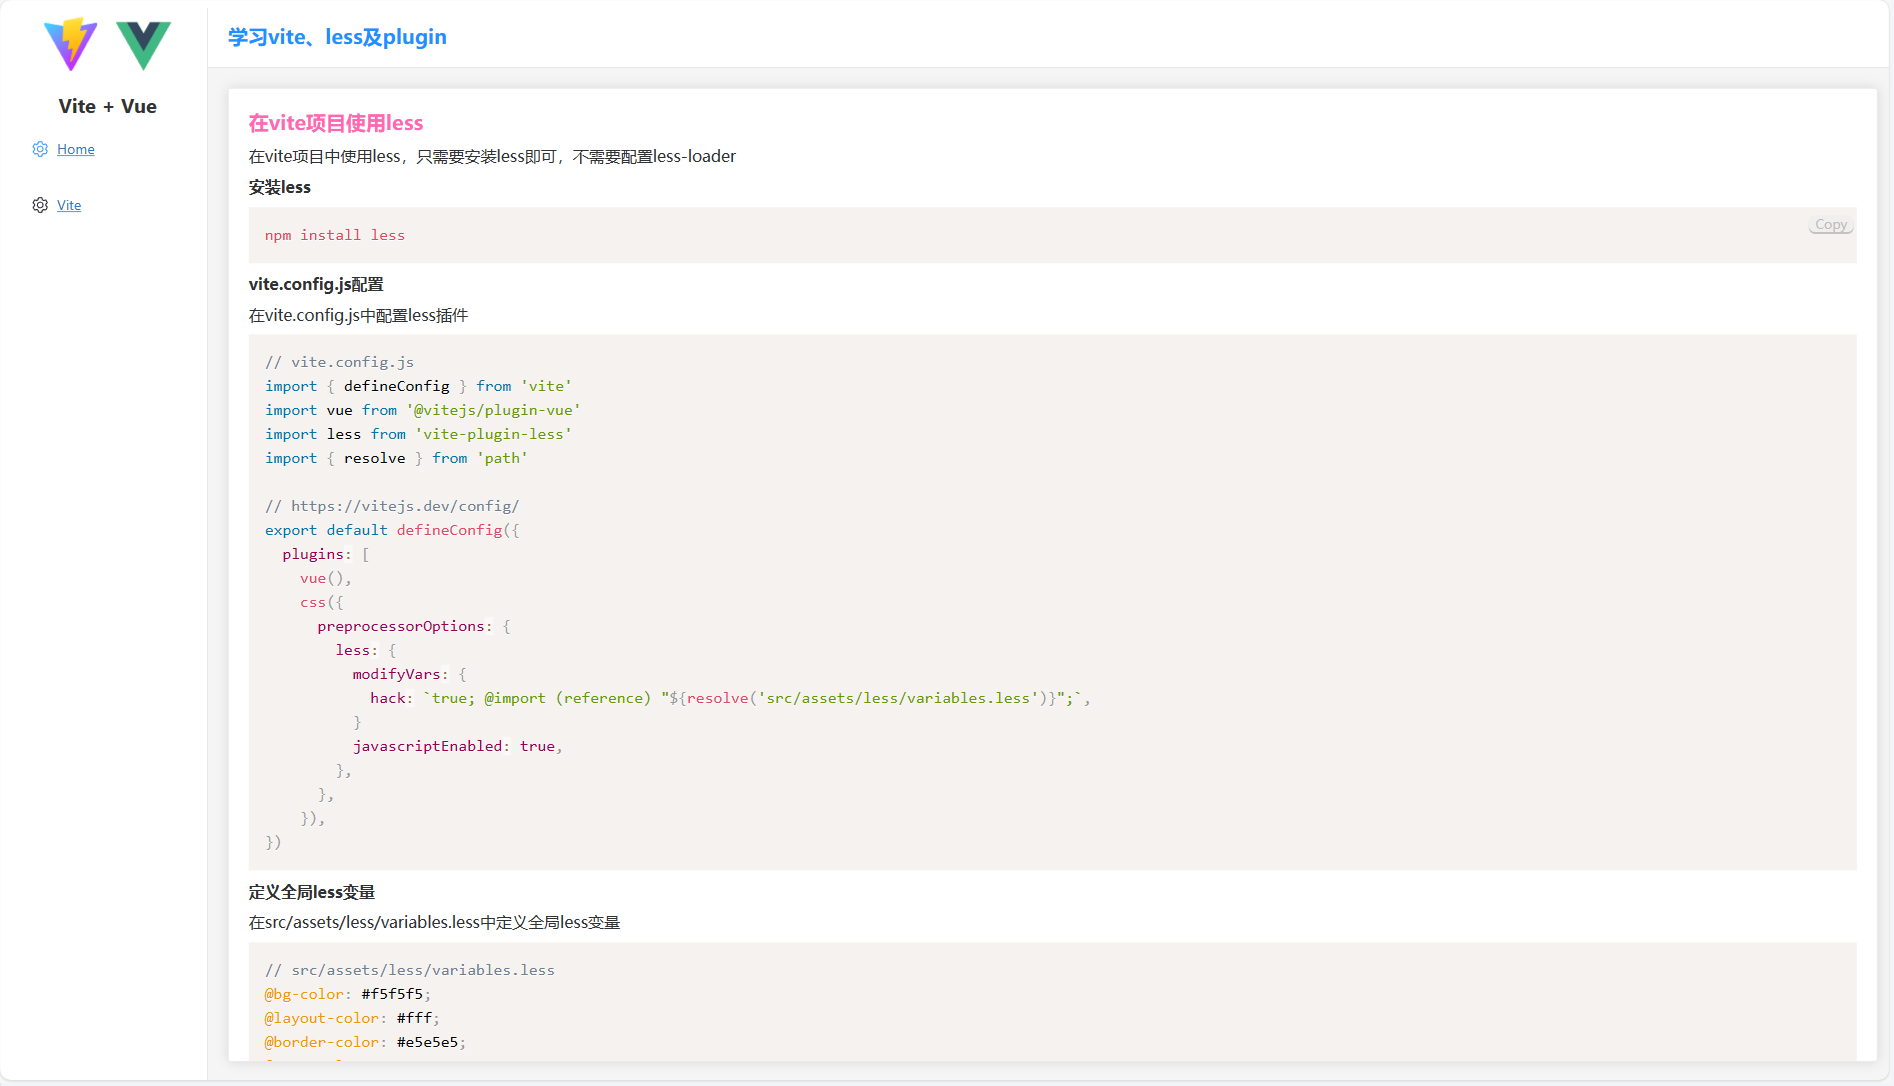 学习vite、less及plugin
Vite + Vue
Home
Vite
在vite项目使用less
在vite项目中使用less，只需要安装less即可，不需要配置less-loader
安装less
Copy
npm install less
vite.config.js配置
在vite.config.js中配置less插件
// vite.config.js
import { defineConfig } from 'vite'
import vue from '@vitejs/plugin-vue'
import less from 'vite-plugin-less'
import { resolve } from 'path'
// https://vitejs.dev/config/
export default defineConfig({
  plugins: [
    vue(),
    css({
      preprocessorOptions: {
        less: {
          modifyVars: {
            hack: `true; @import (reference) "${resolve('src/assets/less/variables.less')}";`,
          }
          javascriptEnabled: true,
        },
      },
    }),
})
定义全局less变量
在src/assets/less/variables.less中定义全局less变量
// src/assets/less/variables.less
@bg-color: #f5f5f5;
@layout-color: #fff;
@border-color: #e5e5e5;